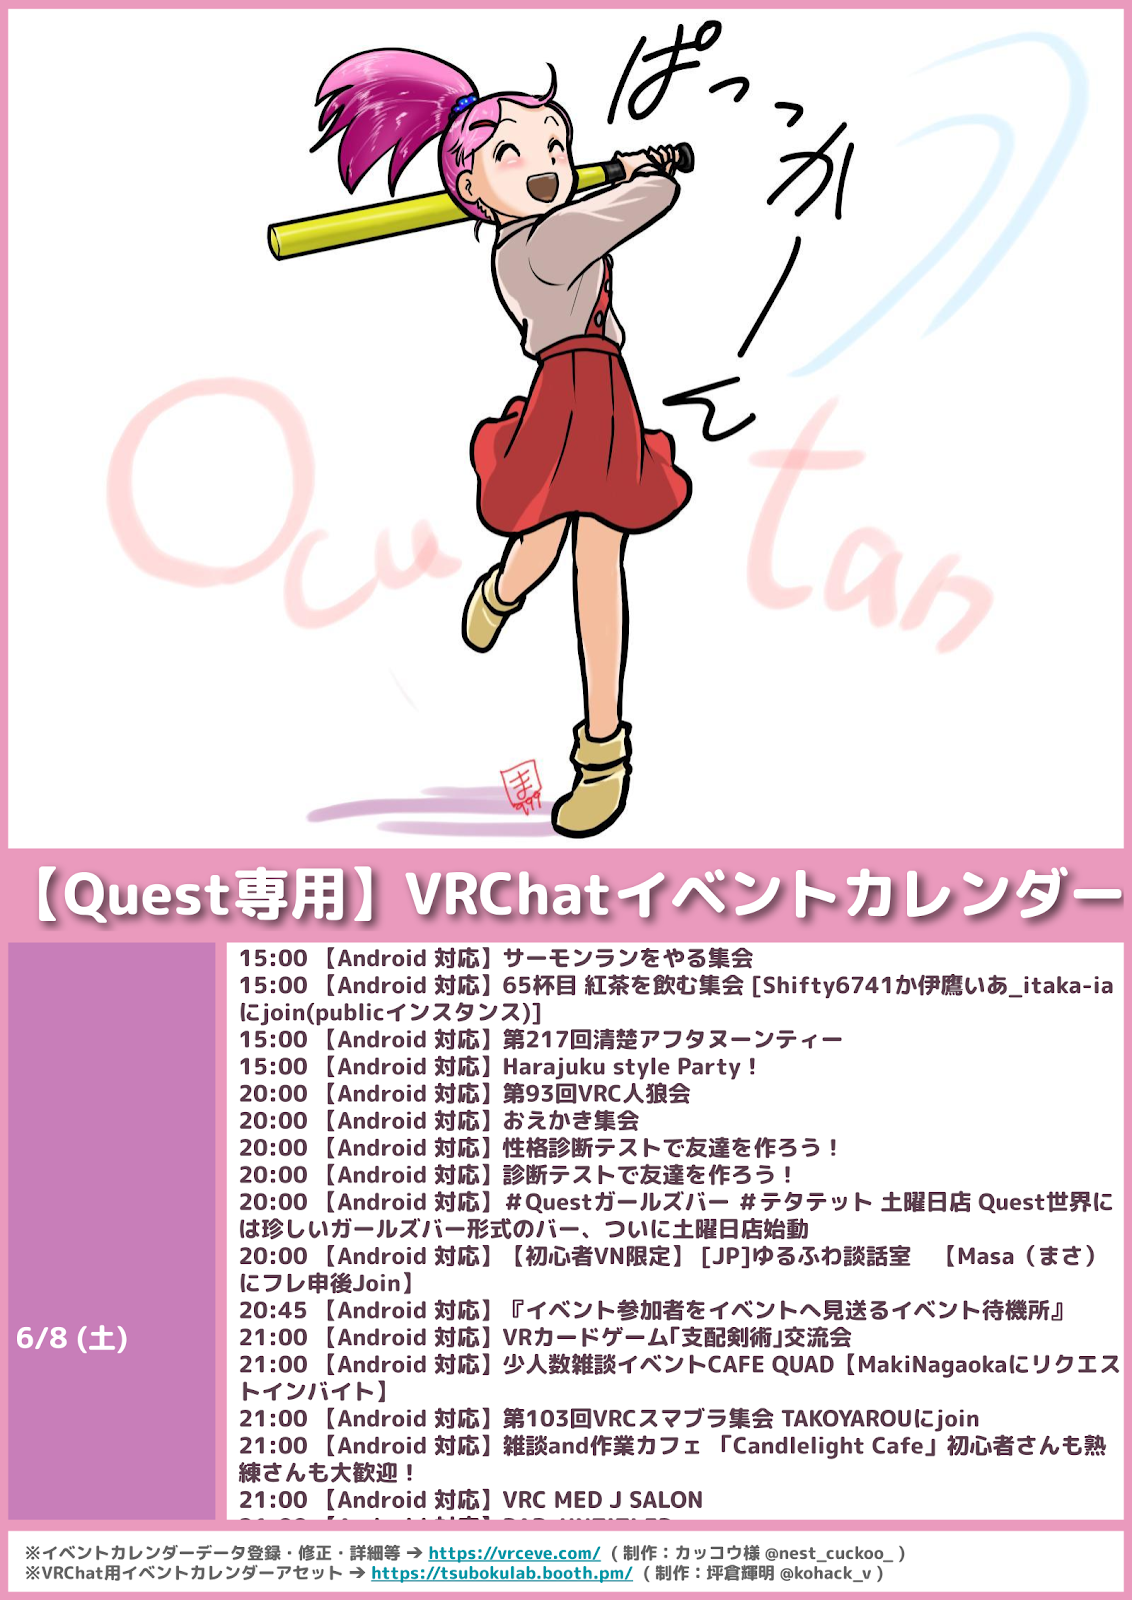 ぱっっかーん
Ocu tan
ま
999
【Quest専用】VRChatイベントカレンダー
6/8 (土)
15:00 【Android 対応】サーモンランをやる集会
15:00 【Android 対応】65杯目 紅茶を飲む集会 [Shifty6741か伊鷹いあ_itaka-ia
にjoin(publicインスタンス)]
15:00 【Android 対応】第217回清楚アフタヌーンティー
15:00 【Android 対応】Harajuku style Party！
20:00 【Android 対応】第93回VRC人狼会
20:00 【Android 対応】おえかき集会
20:00 【Android 対応】性格診断テストで友達を作ろう！
20:00 【Android 対応】診断テストで友達を作ろう！
20:00 【Android 対応】＃Questガールズバー ＃テタテット 土曜日店 Quest世界に
は珍しいガールズバー形式のバー、ついに土曜日店始動
20:00 【Android 対応】【初心者VN限定】 [JP]ゆるふわ談話室　【Masa（まさ）
にフレ申後Join】
20:45 【Android 対応】『イベント参加者をイベントへ見送るイベント待機所』
21:00 【Android 対応】VRカードゲーム｢支配剣術｣交流会
21:00 【Android 対応】少人数雑談イベントCAFE QUAD【MakiNagaokaにリクエス
トインバイト】
21:00 【Android 対応】第103回VRCスマブラ集会 TAKOYAROUにjoin
21:00 【Android 対応】雑談and作業カフェ 「Candlelight Cafe」初心者さんも熟
練さんも大歓迎！
21:00 【Android 対応】VRC MED J SALON
※イベントカレンダーデータ登録・修正・詳細等 → https://vrceve.com/ ( 制作：カッコウ様 @nest_cuckoo_ )
※VRChat用イベントカレンダーアセット → https://tsubokulab.booth.pm/ ( 制作：坪倉輝明 @kohack_v )